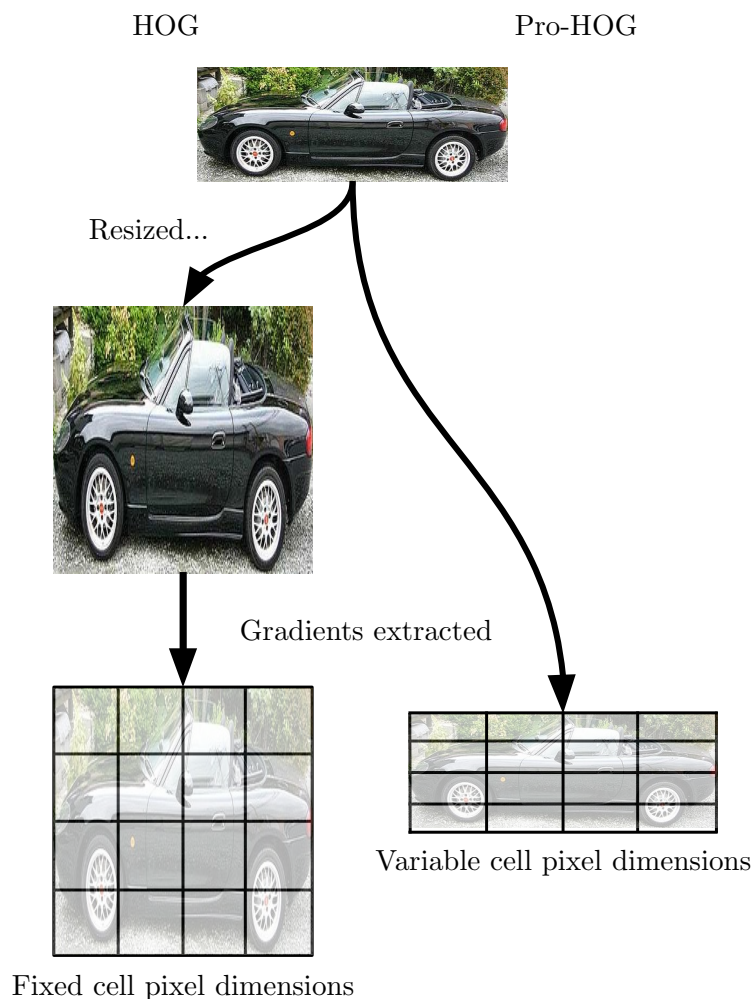 HOG
Pro-HOG
Resized...
Gradients extracted
Variable cell pixel dimensions
Fixed cell pixel dimensions